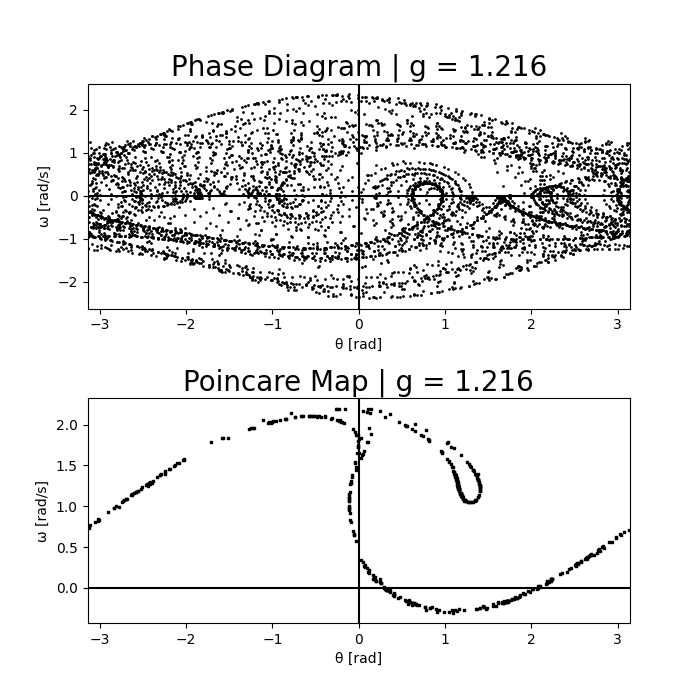 Phase Diagram | g = 1.216
2
1
0
−1
−2
ω [rad/s]
−3 −2 −1 0 1 2 3
θ [rad]
Poincare Map | g = 1.216
2.0
1.5
1.0
0.5
0.0
ω [rad/s]
−3 −2 −1 0 1 2 3
θ [rad]